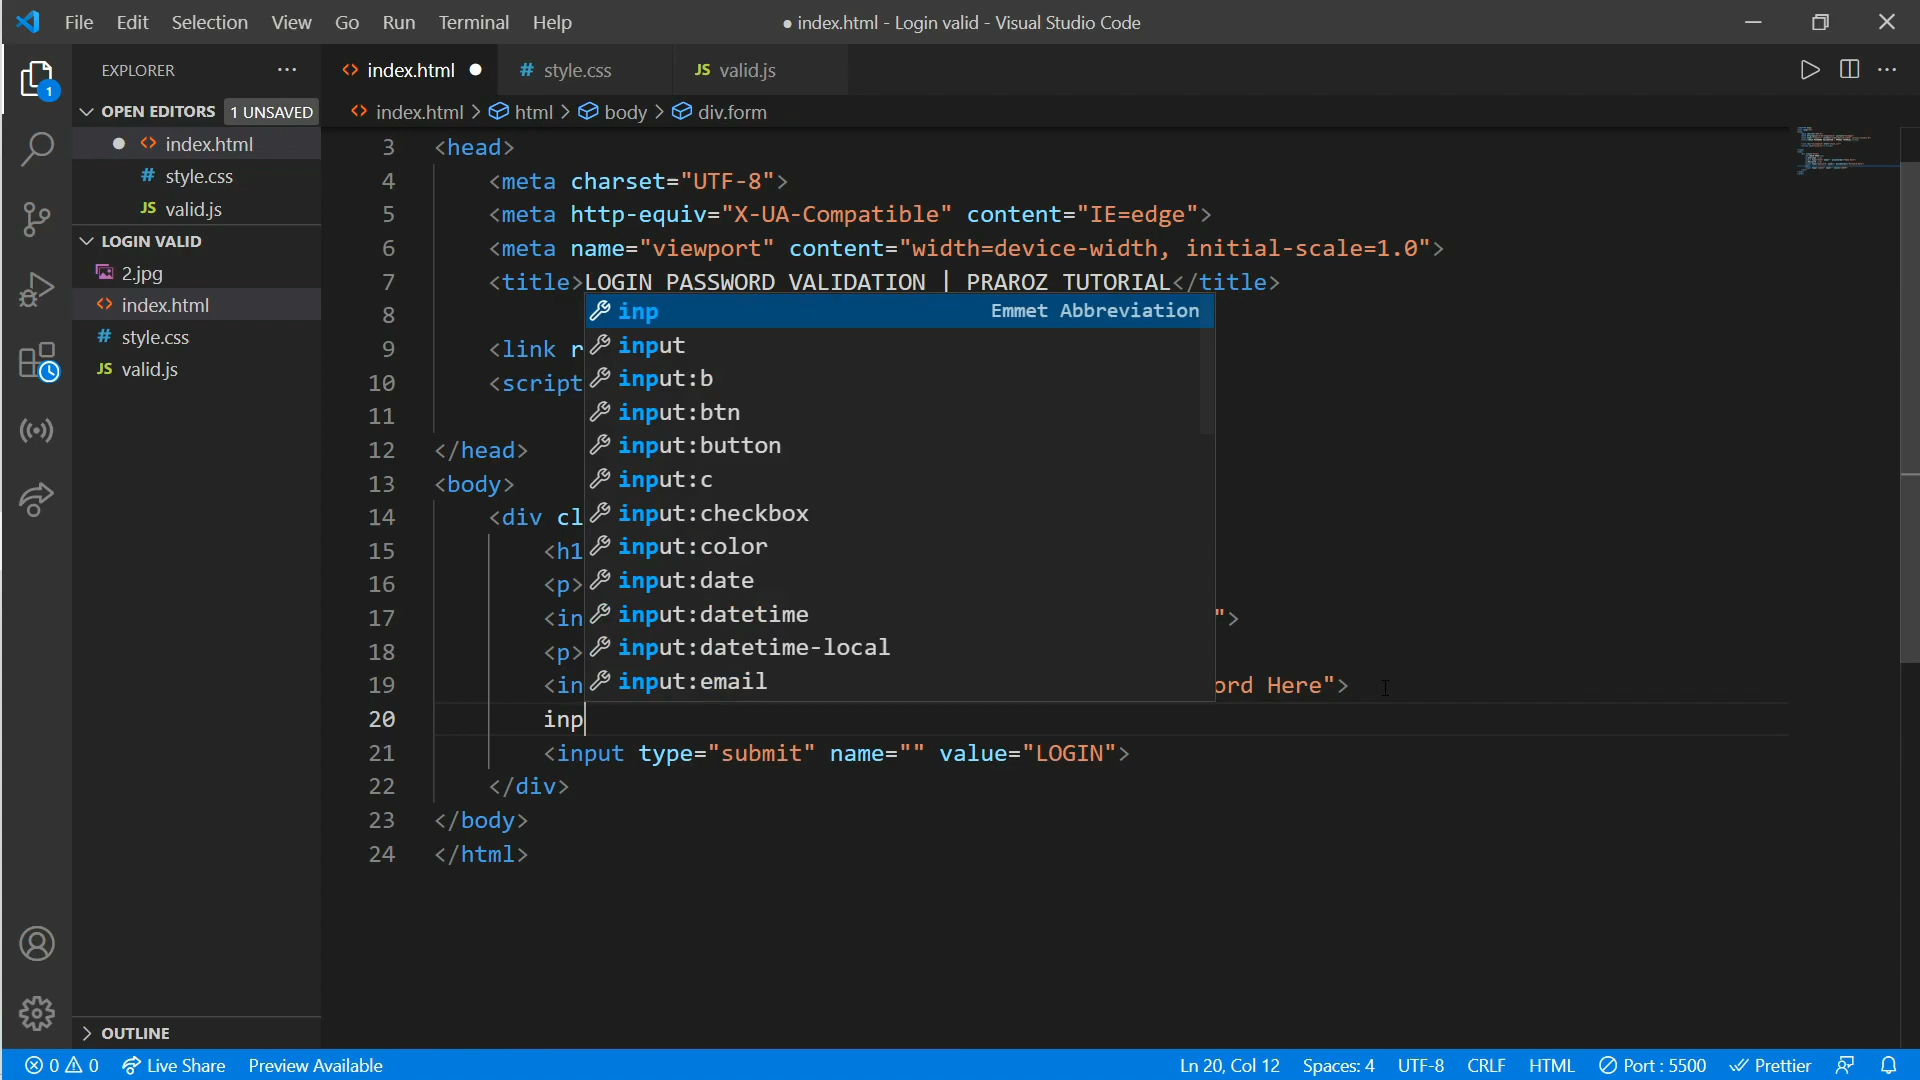 File Edit Selection View Go Run Terminal Help
● index.html - Login valid - Visual Studio Code
EXPLORER
OPEN EDITORS 1 UNSAVED
index.html
style.css
valid.js
LOGIN VALID
2.jpg
index.html
style.css
valid.js
OUTLINE
index.html
style.css
valid.js
index.html > html > body > div.form
3 <head>
4 <meta charset="UTF-8">
5 <meta http-equiv="X-UA-Compatible" content="IE=edge">
6 <meta name="viewport" content="width=device-width, initial-scale=1.0">
7 <title>LOGIN PASSWORD VALIDATION | PRAROZ TUTORIAL</title>
8
9 <link r
10 <script
11
12 </head>
13 <body>
14 <div cl
15 <h1
16 <p>
17 <in ">
18 <p>
19 <in ord Here">
20 inp
21 <input type="submit" name="" value="LOGIN">
22 </div>
23 </body>
24 </html>
inp Emmet Abbreviation
input
input:b
input:btn
input:button
input:c
input:checkbox
input:color
input:date
input:datetime
input:datetime-local
input:email
1
0 0 Live Share Preview Available
Ln 20, Col 12 Spaces: 4 UTF-8 CRLF HTML Port : 5500 Prettier